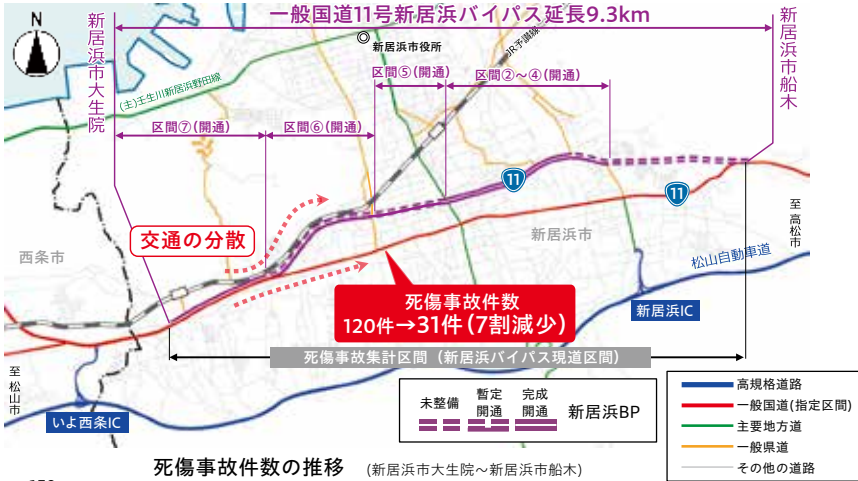 一般国道11号新居浜バイパス延長9.3km
新居浜市大生院
新居浜市船木
N
新居浜市役所
JR予讃線
(主)壬生川新居浜野田線
区間⑤(開通)
区間②～④(開通)
区間⑦(開通)
区間⑥(開通)
11
11
交通の分散
西条市
新居浜市
至高松市
松山自動車道
死傷事故件数
120件→31件(7割減少)
新居浜IC
死傷事故集計区間（新居浜バイパス現道区間）
至松山市
いよ西条IC
未整備
暫定開通
完成開通
新居浜BP
高規格道路
一般国道(指定区間)
主要地方道
一般県道
その他の道路
死傷事故件数の推移 (新居浜市大生院～新居浜市船木)